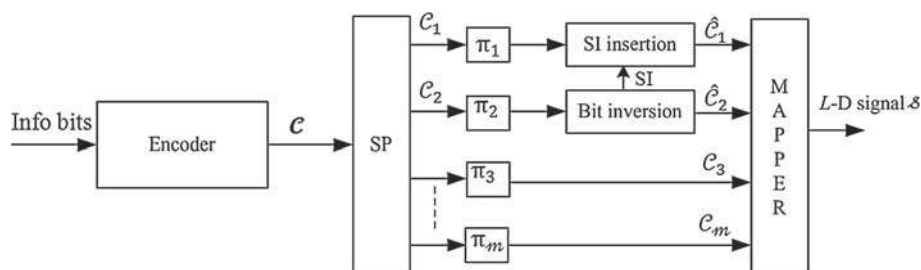 C₁ π₁ SI insertion Ĉ₁
SI
C₂ π₂ Bit inversion Ĉ₂
Info bits Encoder C SP MAPPER L-D signal s
π₃ C₃
πₘ Cₘ